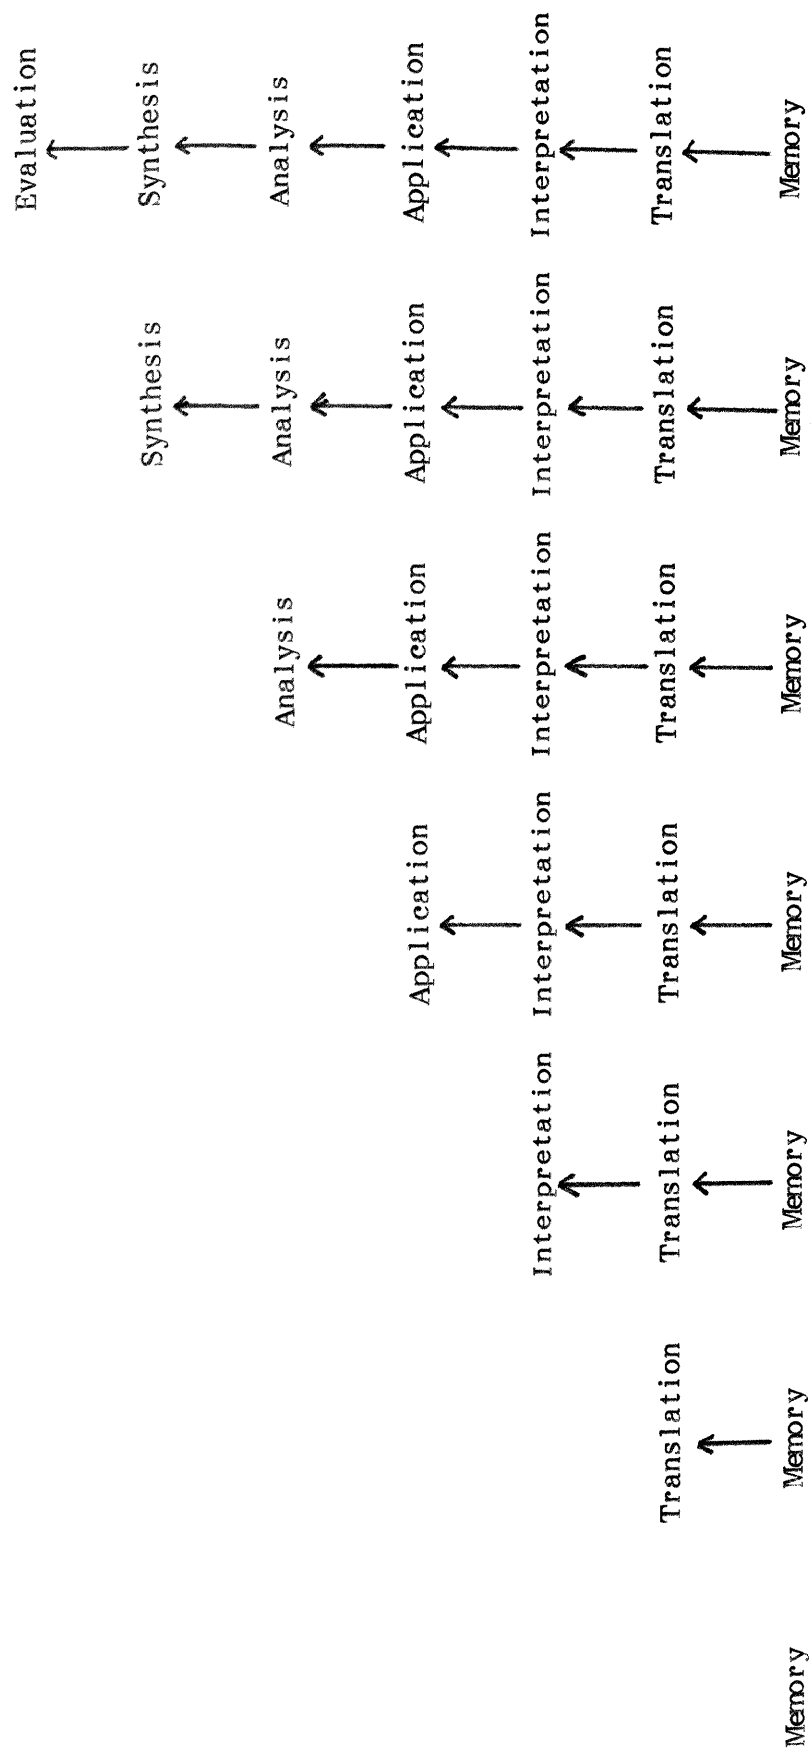 Evaluation
Synthesis Synthesis
Analysis Analysis Analysis
Application Application Application Application
Interpretation Interpretation Interpretation Interpretation Interpretation
Translation Translation Translation Translation Translation Translation
Memory Memory Memory Memory Memory Memory Memory